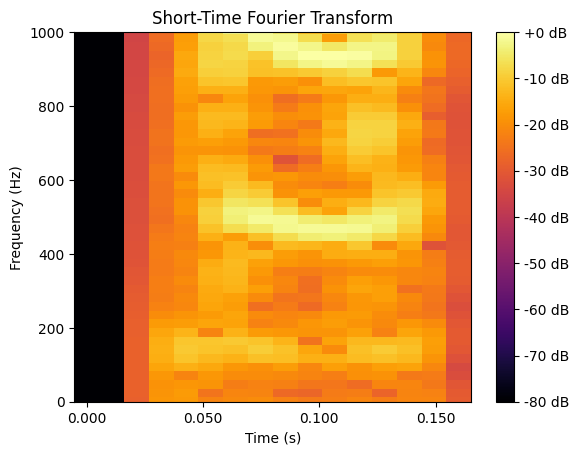 Short-Time Fourier Transform
1000
800
600
400
200
0
Frequency (Hz)
0.000
0.050
0.100
0.150
Time (s)
+0 dB
-10 dB
-20 dB
-30 dB
-40 dB
-50 dB
-60 dB
-70 dB
-80 dB